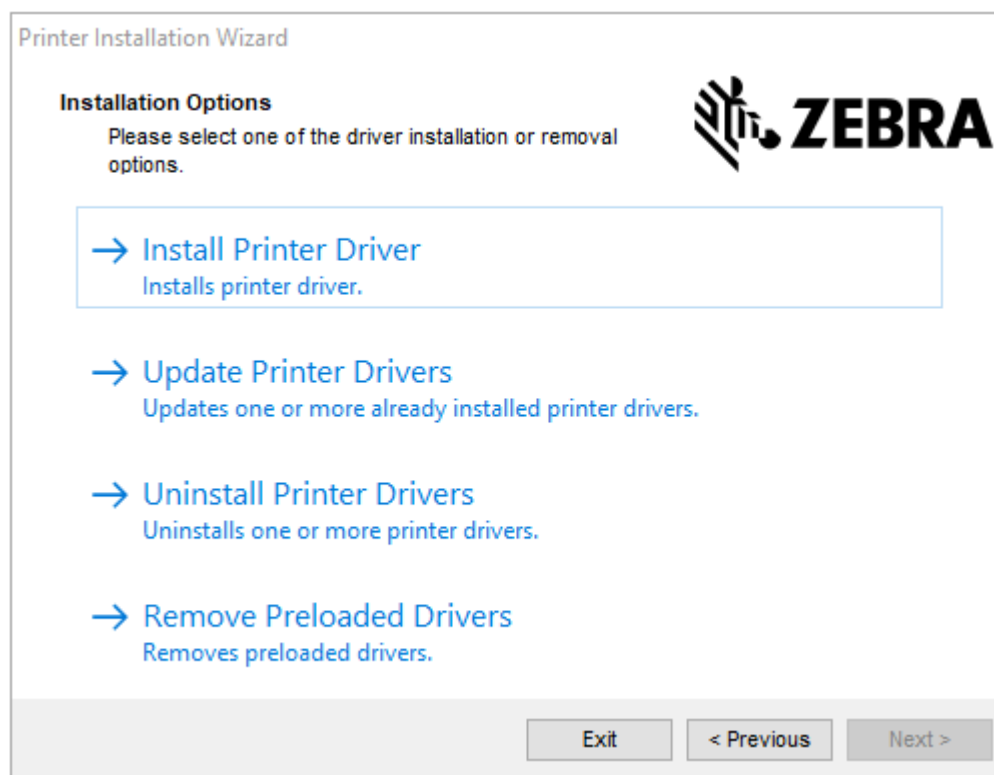 Printer Installation Wizard
Installation Options
Please select one of the driver installation or removal
options.
ZEBRA
Install Printer Driver
Installs printer driver.
Update Printer Drivers
Updates one or more already installed printer drivers.
Uninstall Printer Drivers
Uninstalls one or more printer drivers.
Remove Preloaded Drivers
Removes preloaded drivers.
Exit
< Previous
Next >